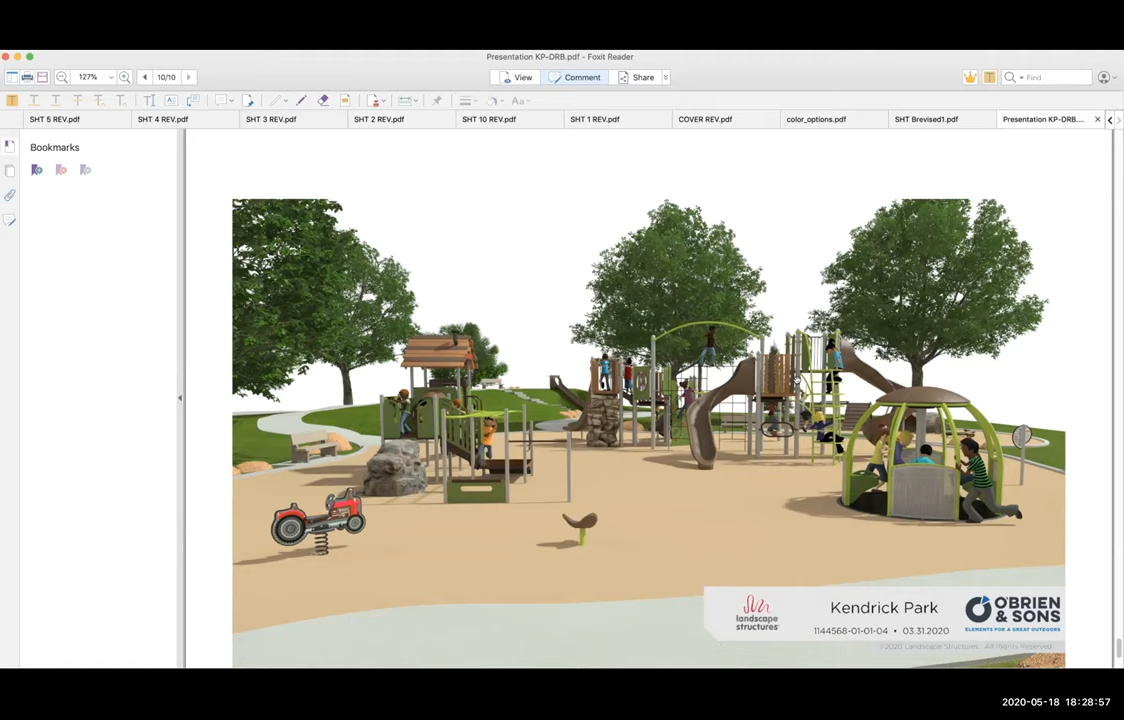 Presentation KP-DRB.pdf - Foxit Reader
127%
10/10
View
Comment
Share
Find
SHT 5 REV.pdf
SHT 4 REV.pdf
SHT 3 REV.pdf
SHT 2 REV.pdf
SHT 10 REV.pdf
SHT 1 REV.pdf
COVER REV.pdf
color_options.pdf
SHT Brevised1.pdf
Presentation KP-DRB....
Bookmarks
landscape
structures
Kendrick Park
1144568-01-01-04 • 03.31.2020
O'BRIEN
& SONS
ELEMENTS FOR A GREAT OUTDOORS
©2020 Landscape Structures. All Rights Reserved.
2020-05-18 18:28:57